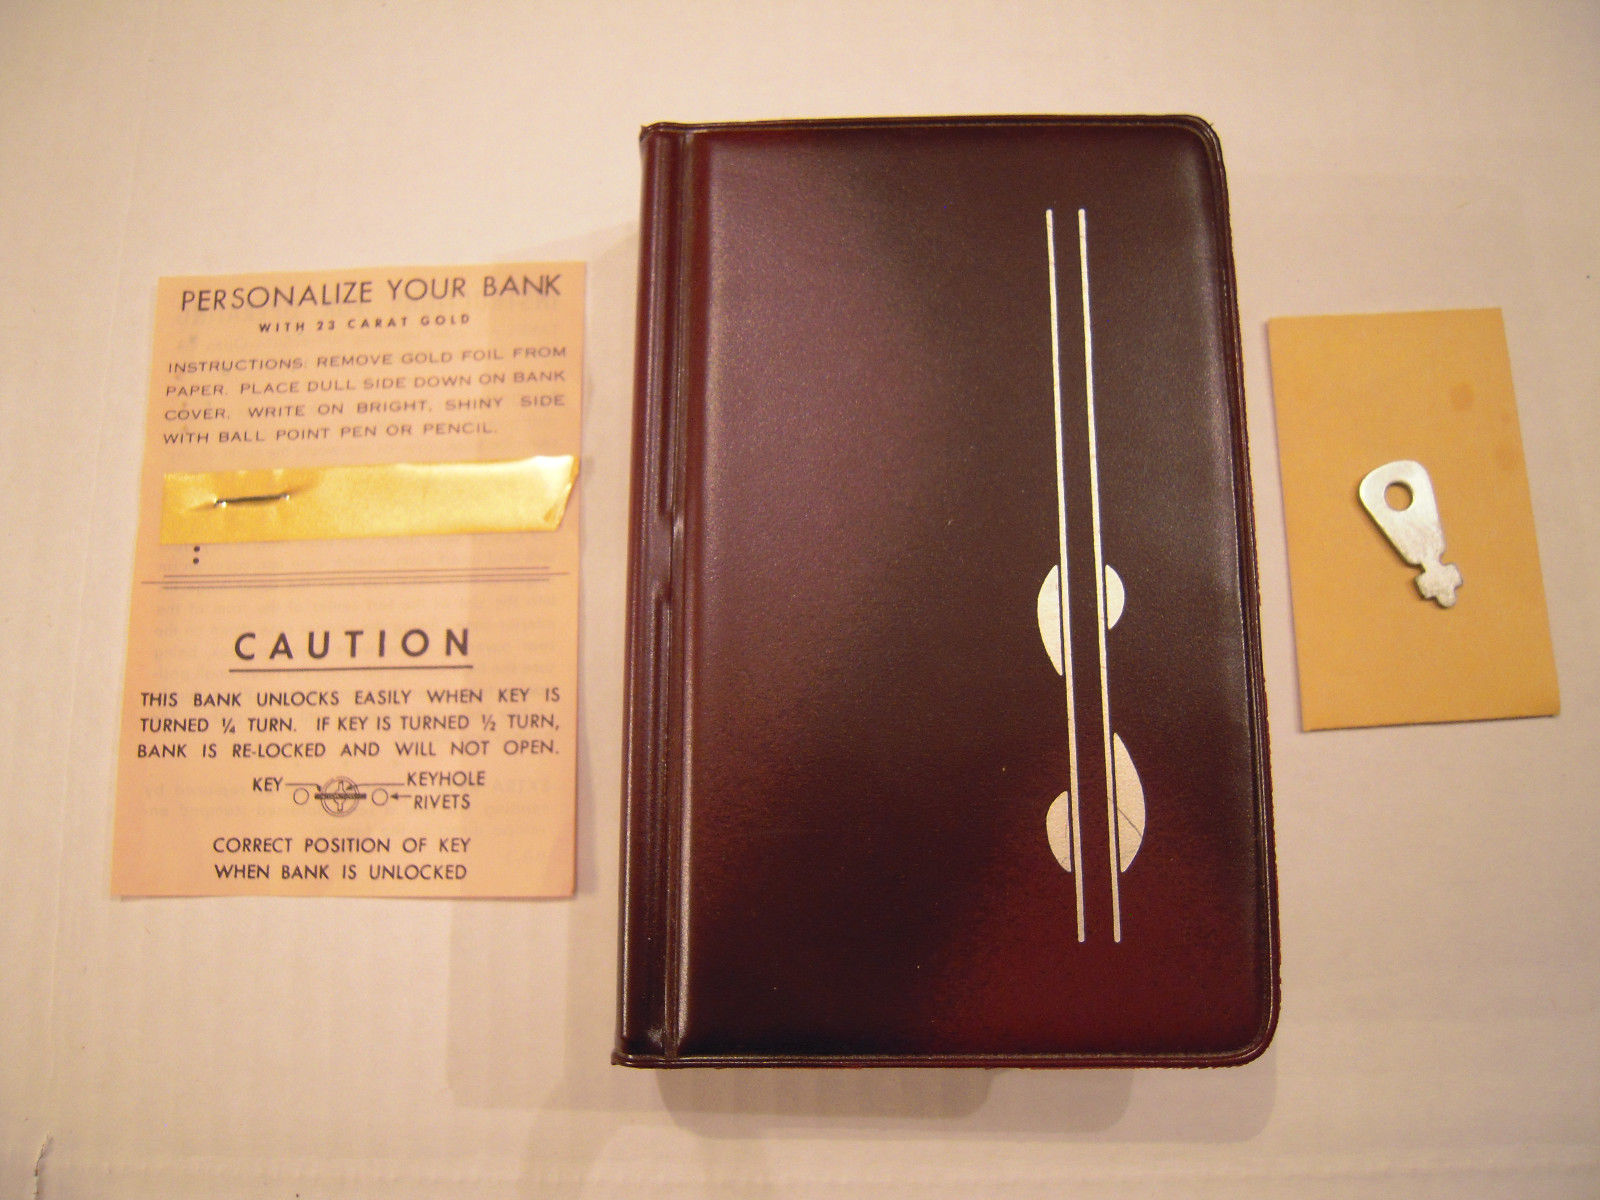 PERSONALIZE YOUR BANK
WITH 23 CARAT GOLD
INSTRUCTIONS: REMOVE GOLD FOIL FROM
PAPER. PLACE DULL SIDE DOWN ON BANK
COVER. WRITE ON BRIGHT, SHINY SIDE
WITH BALL POINT PEN OR PENCIL.
CAUTION
THIS BANK UNLOCKS EASILY WHEN KEY IS
TURNED ¼ TURN. IF KEY IS TURNED ½ TURN,
BANK IS RE-LOCKED AND WILL NOT OPEN.
KEY KEYHOLE
RIVETS
CORRECT POSITION OF KEY
WHEN BANK IS UNLOCKED